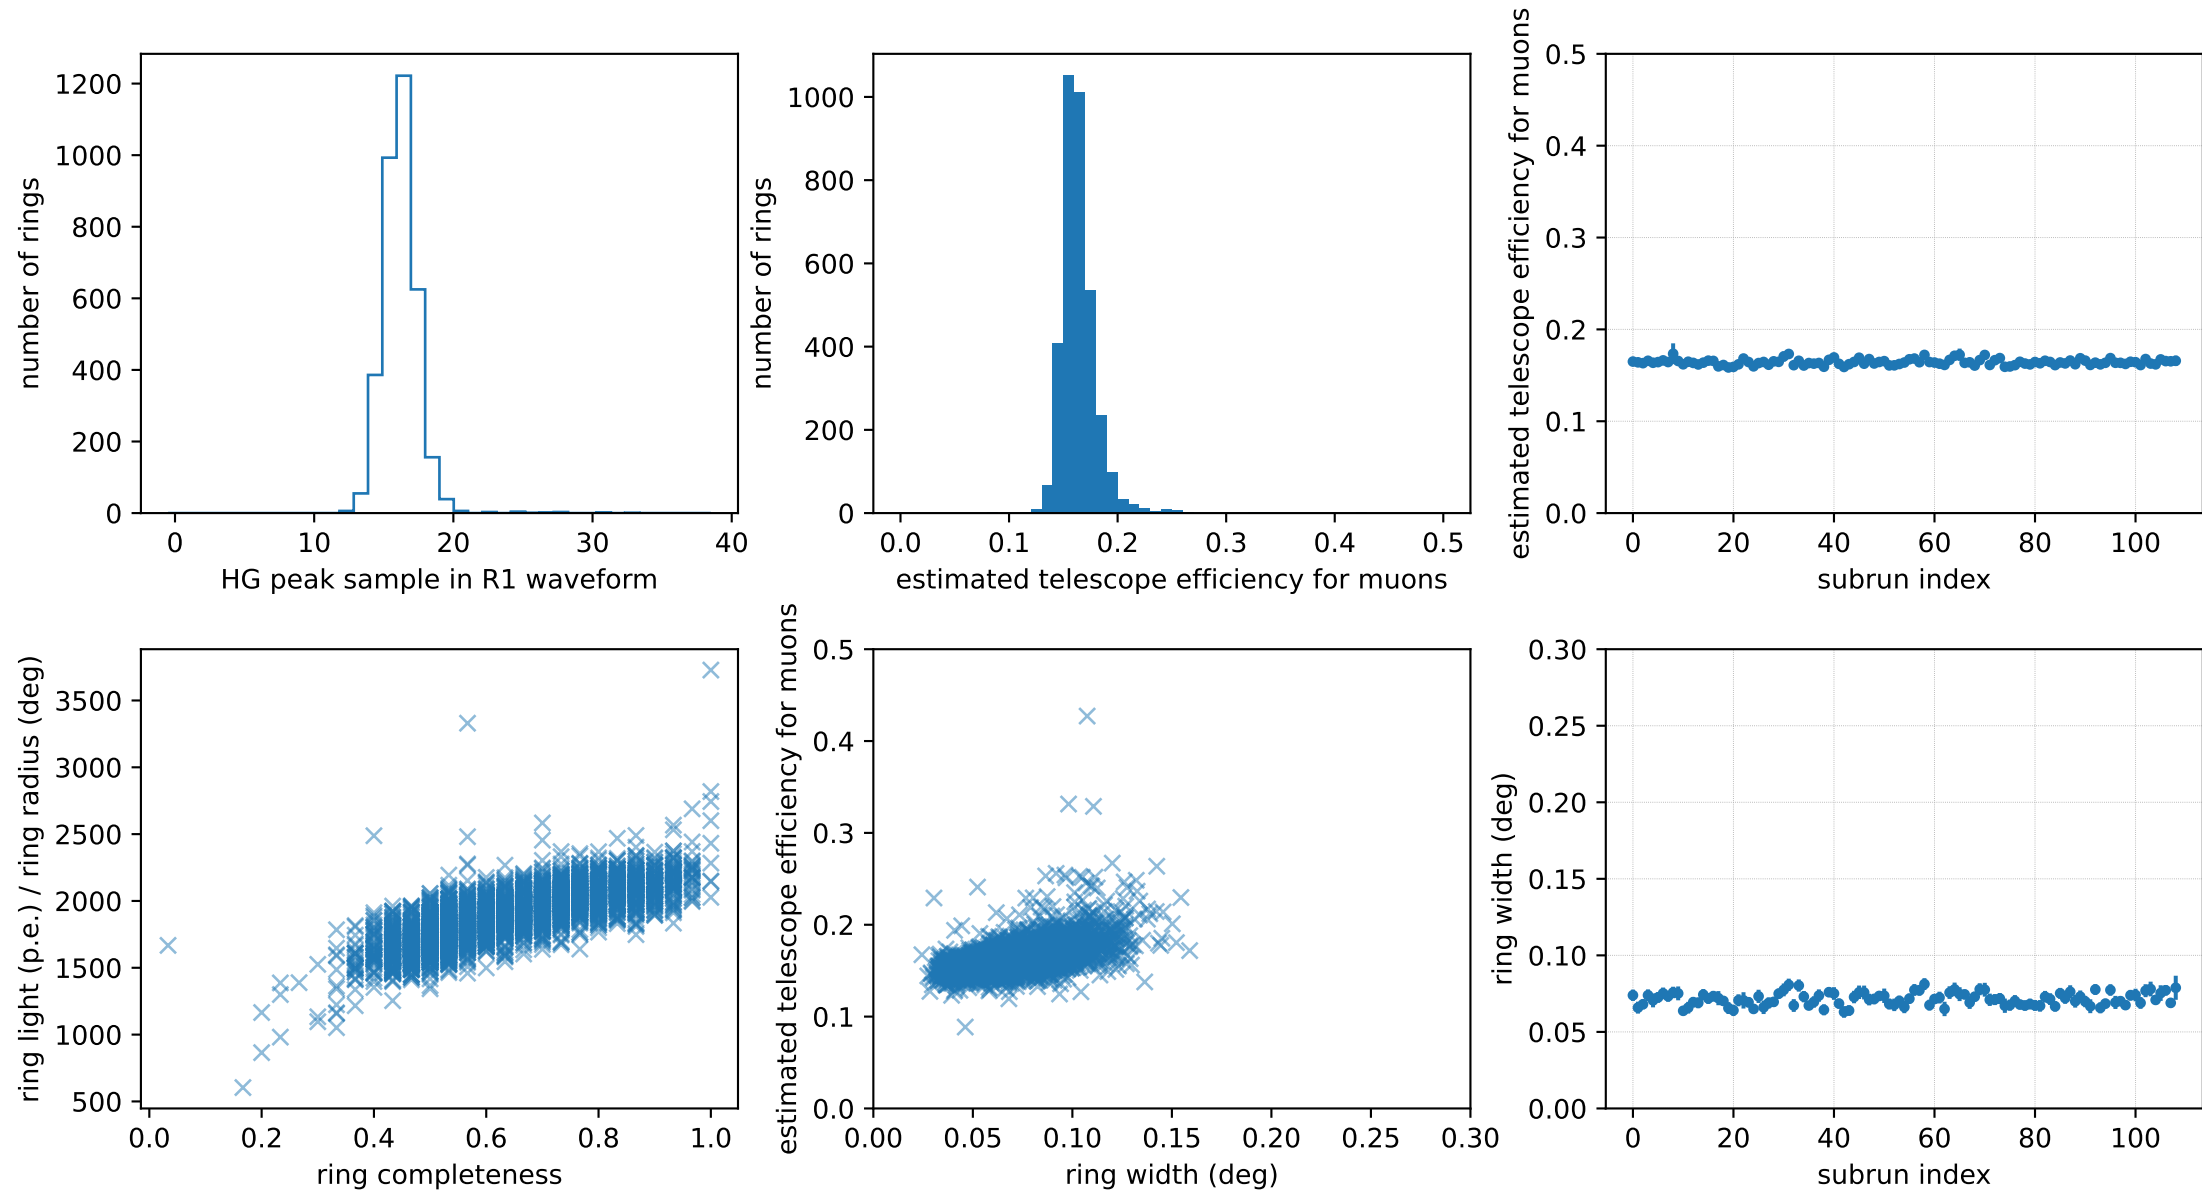 number of rings
1200
1000
800
600
400
200
0
0 10 20 30 40
HG peak sample in R1 waveform
number of rings
1000
800
600
400
200
0
0.0 0.1 0.2 0.3 0.4 0.5
estimated telescope efficiency for muons
estimated telescope efficiency for muons
0.5
0.4
0.3
0.2
0.1
0.0
0 20 40 60 80 100
subrun index
ring light (p.e.) / ring radius (deg)
3500
3000
2500
2000
1500
1000
500
0.0 0.2 0.4 0.6 0.8 1.0
ring completeness
estimated telescope efficiency for muons
0.5
0.4
0.3
0.2
0.1
0.0
0.00 0.05 0.10 0.15 0.20 0.25 0.30
ring width (deg)
ring width (deg)
0.30
0.25
0.20
0.15
0.10
0.05
0.00
0 20 40 60 80 100
subrun index